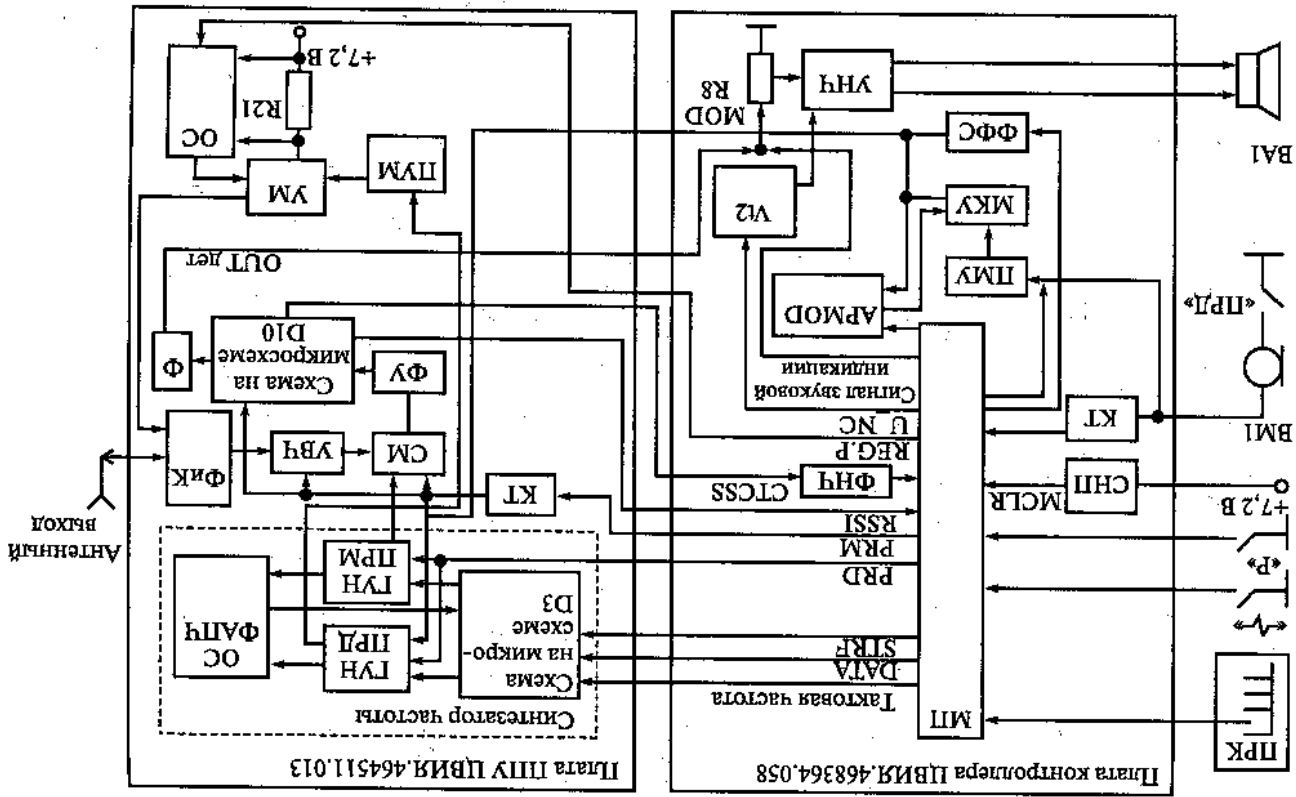 Плата контроллера ЦВИЯ.468364.058
Плата ППУ ЦВИЯ.464511.013
ПРК
«Р»
+7,2 В
СНП
MCLR
КТ
ВМ1
«ПРД»
ВА1
МП
Тактовая частота
DATA
STRF
PRD
PRM
RSSI
CTCSS
ФНЧ
REG.P
U_NC
Сигнал звуковой
индикации
АРМОD
ПМУ
МКУ
ФФС
Vt2
УНЧ
MOD
R8
Синтезатор частоты
Схема
на микро-
схеме
D3
ГУН
ПРД
ГУН
ПРМ
ОС
ФАПЧ
КТ
Антенный
выход
ФиК
УВЧ
СМ
ФУ
Схема на
микросхеме
D10
Ф
OUT дет
ПУМ
УМ
ОС
R21
+7,2 В